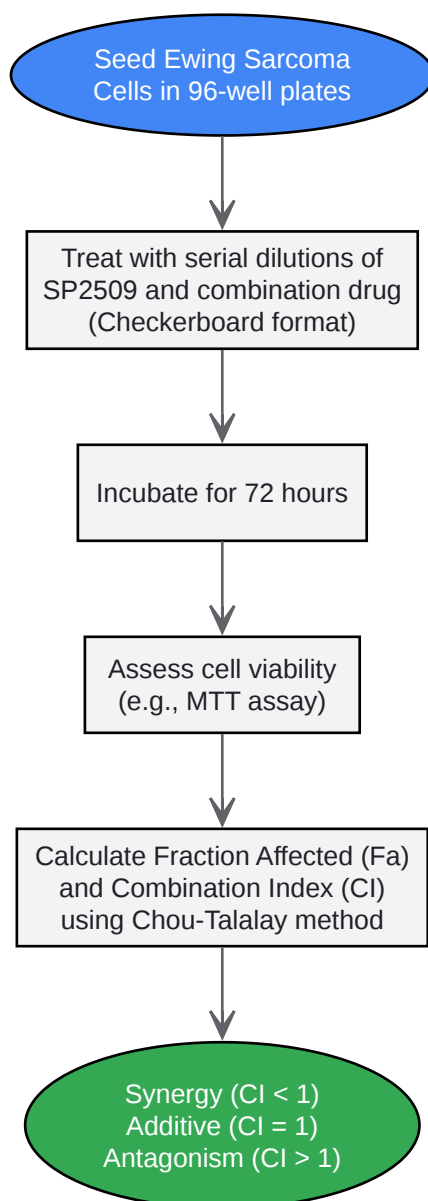 Seed Ewing Sarcoma
Cells in 96-well plates
Treat with serial dilutions of
SP2509 and combination drug
(Checkerboard format)
Incubate for 72 hours
Assess cell viability
(e.g., MTT assay)
Calculate Fraction Affected (Fa)
and Combination Index (CI)
using Chou-Talalay method
Synergy (CI < 1)
Additive (CI = 1)
Antagonism (CI > 1)